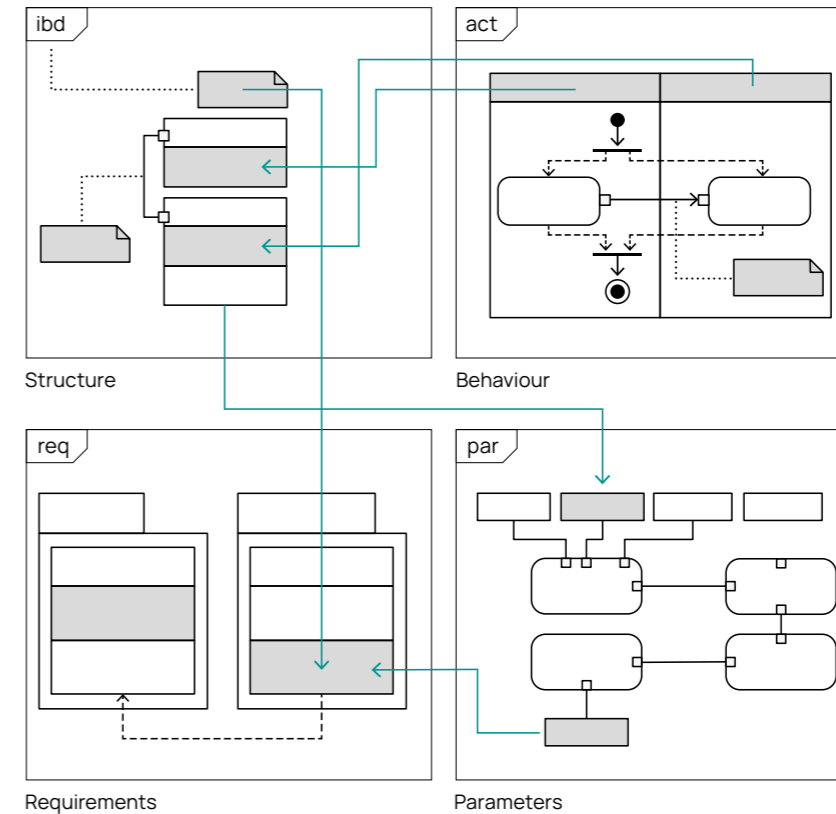 ibd
act
Structure
Behaviour
req
par
Requirements
Parameters